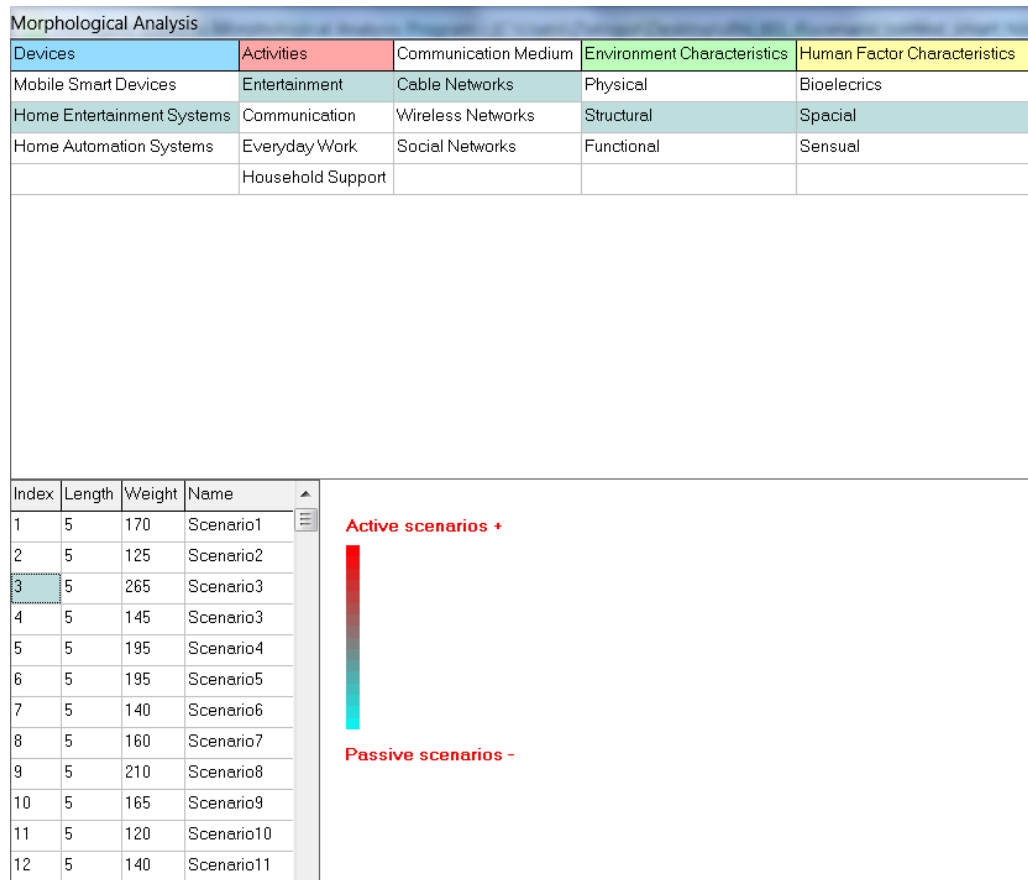 Morphological Analysis
Devices Activities Communication Medium Environment Characteristics Human Factor Characteristics
Mobile Smart Devices Entertainment Cable Networks Physical Bioelecrics
Home Entertainment Systems Communication Wireless Networks Structural Spacial
Home Automation Systems Everyday Work Social Networks Functional Sensual
Household Support
Index Length Weight Name
1 5 170 Scenario1
2 5 125 Scenario2
3 5 265 Scenario3
4 5 145 Scenario3
5 5 195 Scenario4
6 5 195 Scenario5
7 5 140 Scenario6
8 5 160 Scenario7
9 5 210 Scenario8
10 5 165 Scenario9
11 5 120 Scenario10
12 5 140 Scenario11
Active scenarios +
Passive scenarios -